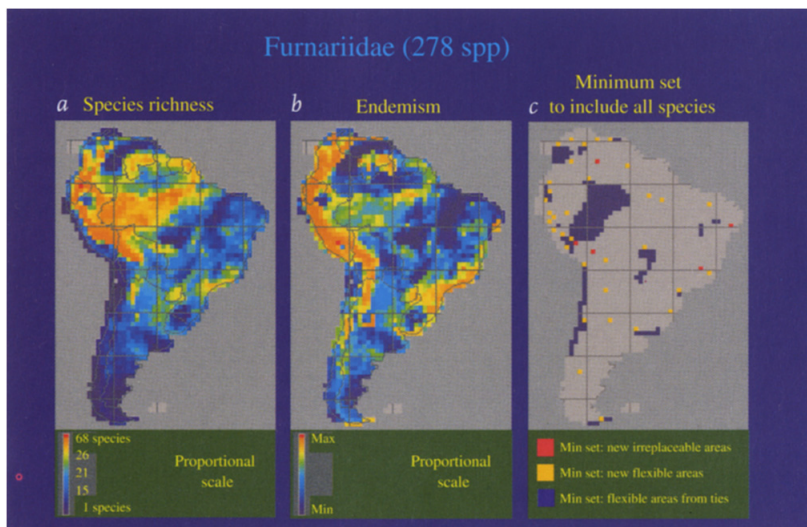 Furnariidae (278 spp)
a Species richness
b Endemism
c Minimum set
to include all species
68 species
26
21
15
1 species
Proportional
scale
Max
Min
Proportional
scale
Min set: new irreplaceable areas
Min set: new flexible areas
Min set: flexible areas from ties